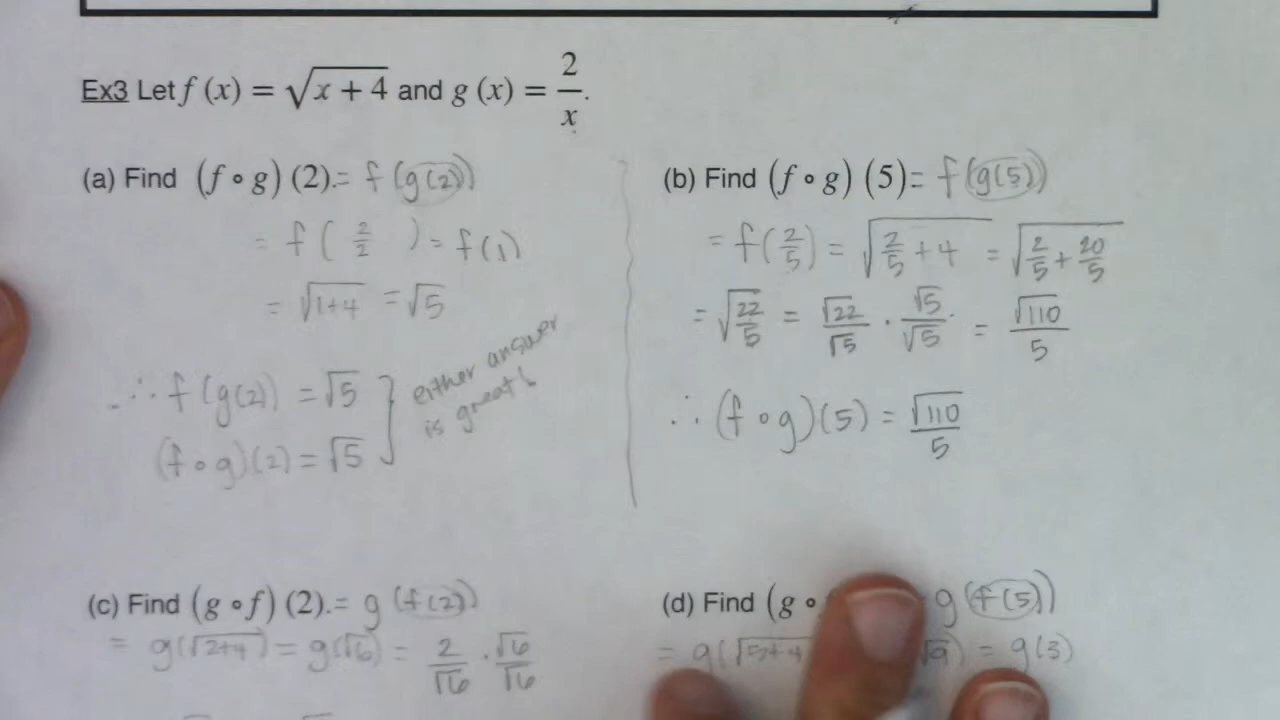 Ex3 Let f (x) = √(x + 4) and g (x) = 2/x.
(a) Find (f ∘ g) (2). = f(g(2))
= f( 2/2 ) = f(1)
= √(1+4) = √5
∴ f(g(2)) = √5
(f ∘ g)(2) = √5
either answer
is great!
(b) Find (f ∘ g) (5) = f(g(5))
= f(2/5) = √(2/5 + 4) = √(2/5 + 20/5)
= √(22/5) = √22/√5 · √5/√5 = √110/5
∴ (f ∘ g)(5) = √110/5
(c) Find (g ∘ f) (2). = g(f(2))
= g(√(2+4)) = g(√6) = 2/√6 · √6/√6
(d) Find (g ∘ = g(f(5))
= g(√(5+4 √9) = g(3)